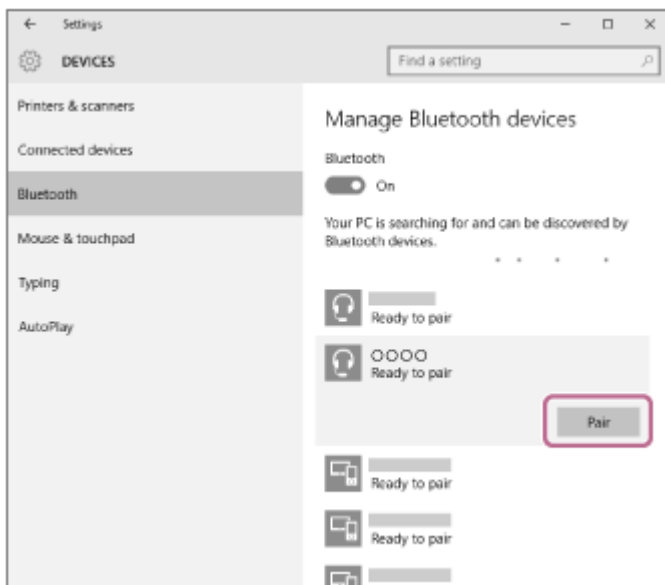 Settings
DEVICES
Find a setting
Printers & scanners
Connected devices
Bluetooth
Mouse & touchpad
Typing
AutoPlay
Manage Bluetooth devices
Bluetooth
On
Your PC is searching for and can be discovered by
Bluetooth devices.
Ready to pair
OOOO
Ready to pair
Pair
Ready to pair
Ready to pair